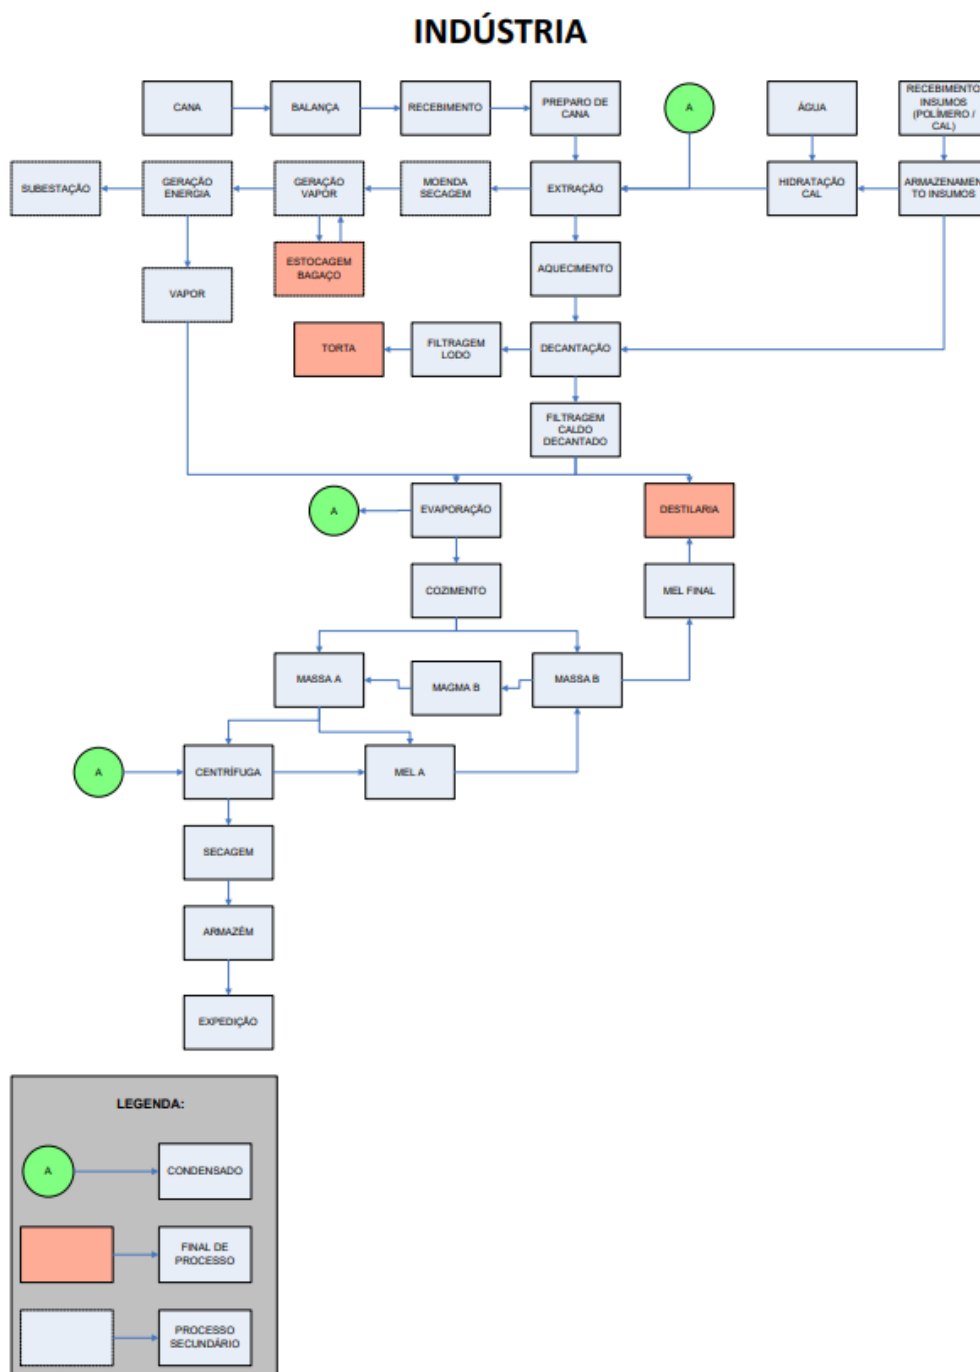 INDÚSTRIA
CANA
BALANÇA
RECEBIMENTO
PREPARO DE
CANA
A
ÁGUA
RECEBIMENTO
INSUMOS
(POLÍMERO /
CAL)
SUBESTAÇÃO
GERAÇÃO
ENERGIA
GERAÇÃO
VAPOR
MOENDA
SECAGEM
EXTRAÇÃO
HIDRATAÇÃO
CAL
ARMAZENAMEN
TO INSUMOS
ESTOCAGEM
BAGAÇO
AQUECIMENTO
VAPOR
TORTA
FILTRAGEM
LODO
DECANTAÇÃO
FILTRAGEM
CALDO
DECANTADO
A
EVAPORAÇÃO
DESTILARIA
COZIMENTO
MEL FINAL
MASSA A
MAGMA B
MASSA B
A
CENTRÍFUGA
MEL A
SECAGEM
ARMAZÉM
EXPEDIÇÃO
LEGENDA:
A
CONDENSADO
FINAL DE
PROCESSO
PROCESSO
SECUNDÁRIO